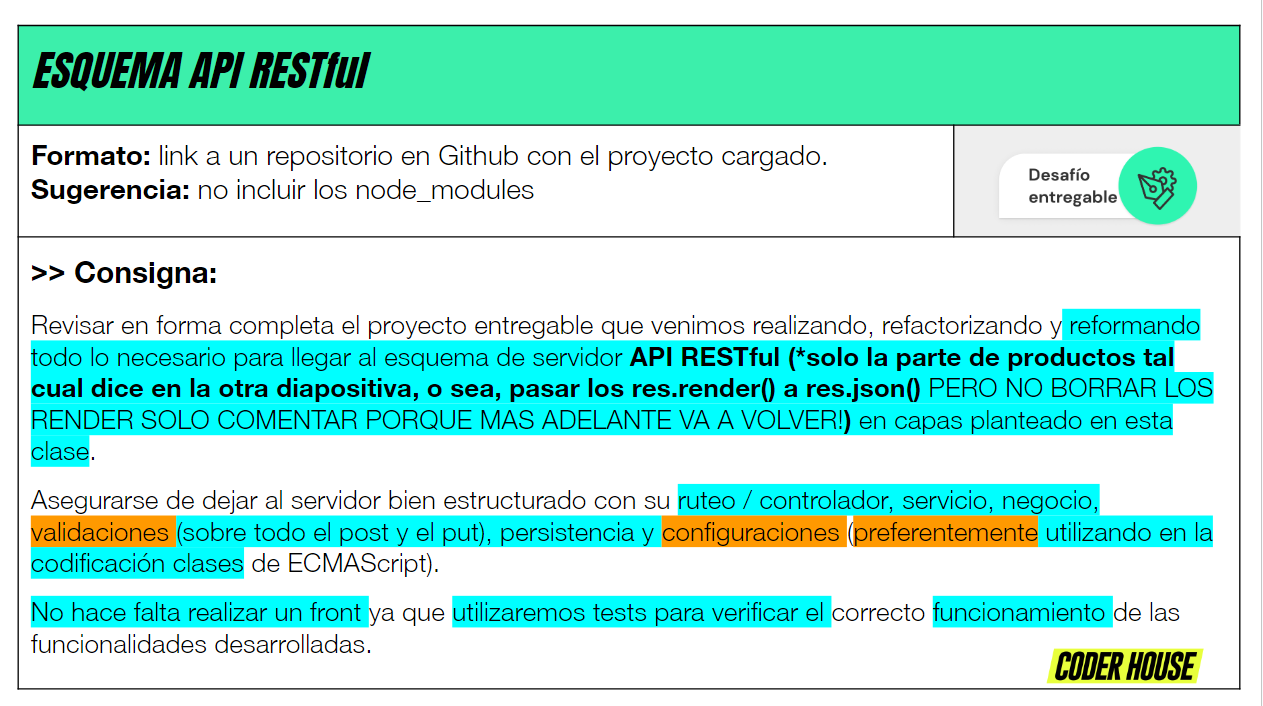 ESQUEMA API RESTful
Formato: link a un repositorio en Github con el proyecto cargado.
Sugerencia: no incluir los node_modules
Desafío
entregable
>> Consigna:
Revisar en forma completa el proyecto entregable que venimos realizando, refactorizando y reformando
todo lo necesario para llegar al esquema de servidor API RESTful (*solo la parte de productos tal
cual dice en la otra diapositiva, o sea, pasar los res.render() a res.json() PERO NO BORRAR LOS
RENDER SOLO COMENTAR PORQUE MAS ADELANTE VA A VOLVER!) en capas planteado en esta
clase.
Asegurarse de dejar al servidor bien estructurado con su ruteo / controlador, servicio, negocio,
validaciones (sobre todo el post y el put), persistencia y configuraciones (preferentemente utilizando en la
codificación clases de ECMAScript).
No hace falta realizar un front ya que utilizaremos tests para verificar el correcto funcionamiento de las
funcionalidades desarrolladas.
CODER HOUSE